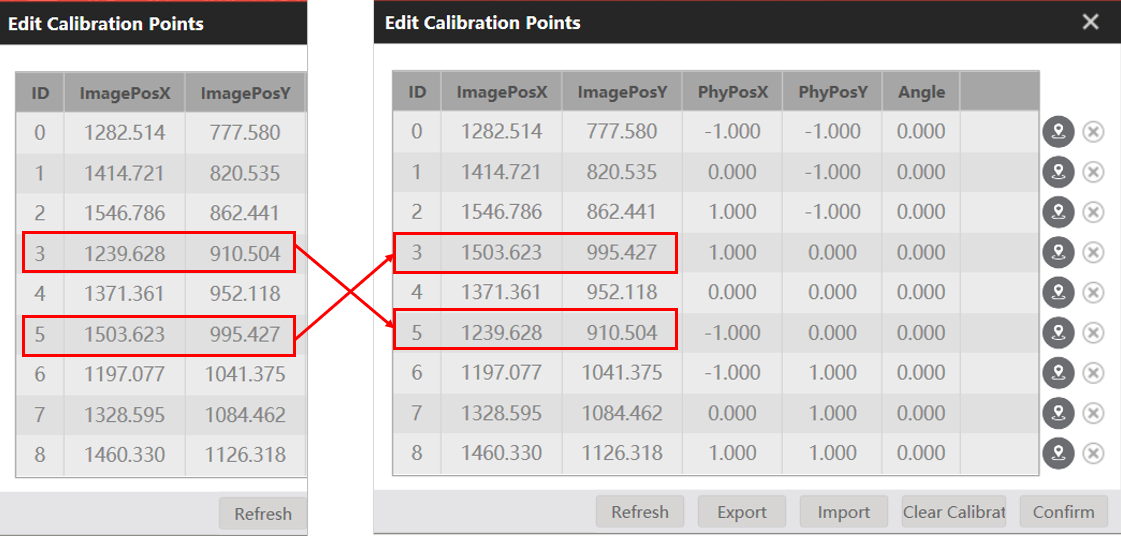 Edit Calibration Points
ID ImagePosX ImagePosY
0 1282.514 777.580
1 1414.721 820.535
2 1546.786 862.441
3 1239.628 910.504
4 1371.361 952.118
5 1503.623 995.427
6 1197.077 1041.375
7 1328.595 1084.462
8 1460.330 1126.318
Refresh
Edit Calibration Points
ID ImagePosX ImagePosY PhyPosX PhyPosY Angle
0 1282.514 777.580 -1.000 -1.000 0.000
1 1414.721 820.535 0.000 -1.000 0.000
2 1546.786 862.441 1.000 -1.000 0.000
3 1503.623 995.427 1.000 0.000 0.000
4 1371.361 952.118 0.000 0.000 0.000
5 1239.628 910.504 -1.000 0.000 0.000
6 1197.077 1041.375 -1.000 1.000 0.000
7 1328.595 1084.462 0.000 1.000 0.000
8 1460.330 1126.318 1.000 1.000 0.000
Refresh Export Import Clear Calibrat Confirm